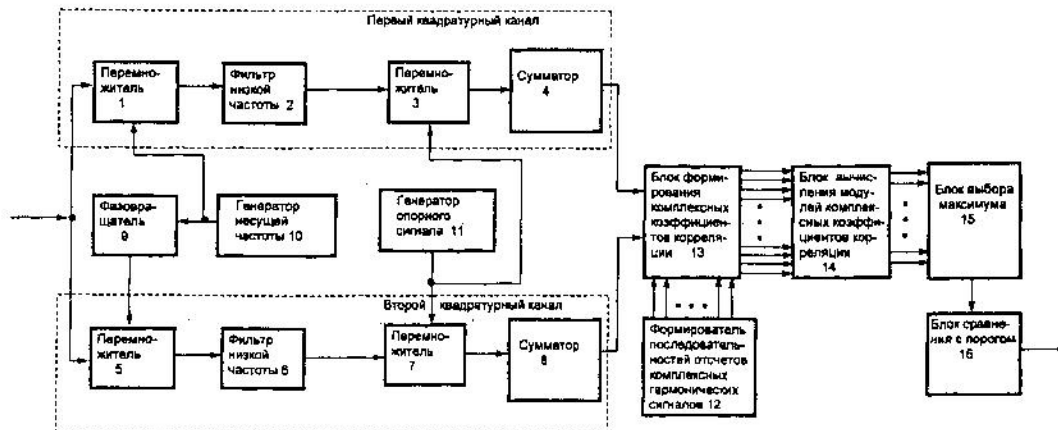 Первый квадратурный канал
Перемно-
житель
1
Фильтр
низкой
частоты 2
Перемно-
житель
3
Сумматор
4
Фазовра-
щатель
9
Генератор
несущей
частоты 10
Генератор
опорного
сигнала 11
Блок форми-
рования
комплексных
коэффициен-
тов корреля-
ции 13
Блок вычис-
ления моду-
лей комплек-
сных коэффи-
циентов кор-
реляции
14
Блок выбора
максимума
15
Второй квадратурный канал
Перемно-
житель
5
Фильтр
низкой
частоты 6
Перемно-
житель
7
Сумматор
8
Формирователь
последователь-
ностей отсчетов
комплексных
гармонических
сигналов 12
Блок сравне-
ния с порогом
16